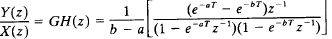 Y(z)/X(z) = GH(z) = 1/(b − a) [ (e^{-aT} − e^{-bT})z^{-1} / (1 − e^{-aT} z^{-1})(1 − e^{-bT} z^{-1}) ]